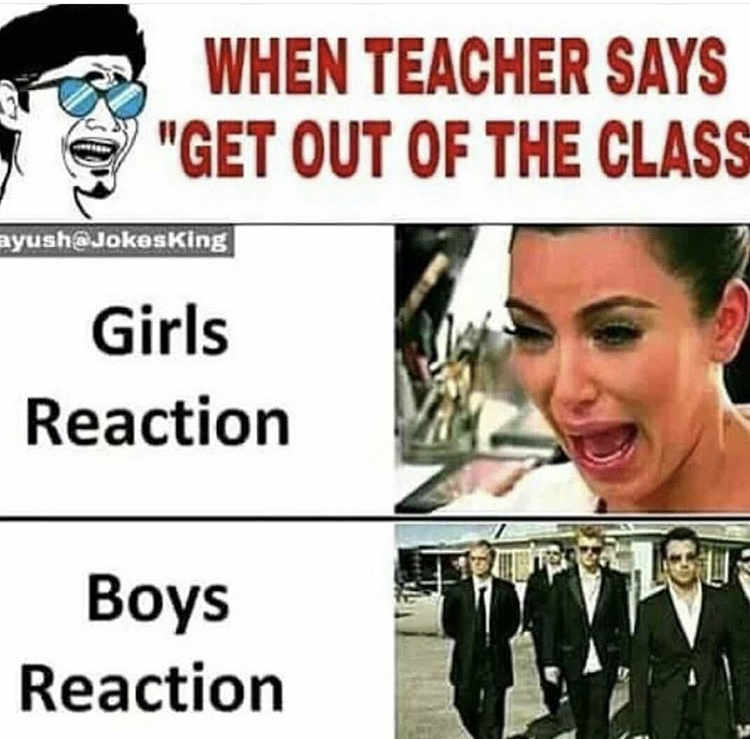 WHEN TEACHER SAYS
"GET OUT OF THE CLASS
ayush@JokesKing
Girls
Reaction
Boys
Reaction